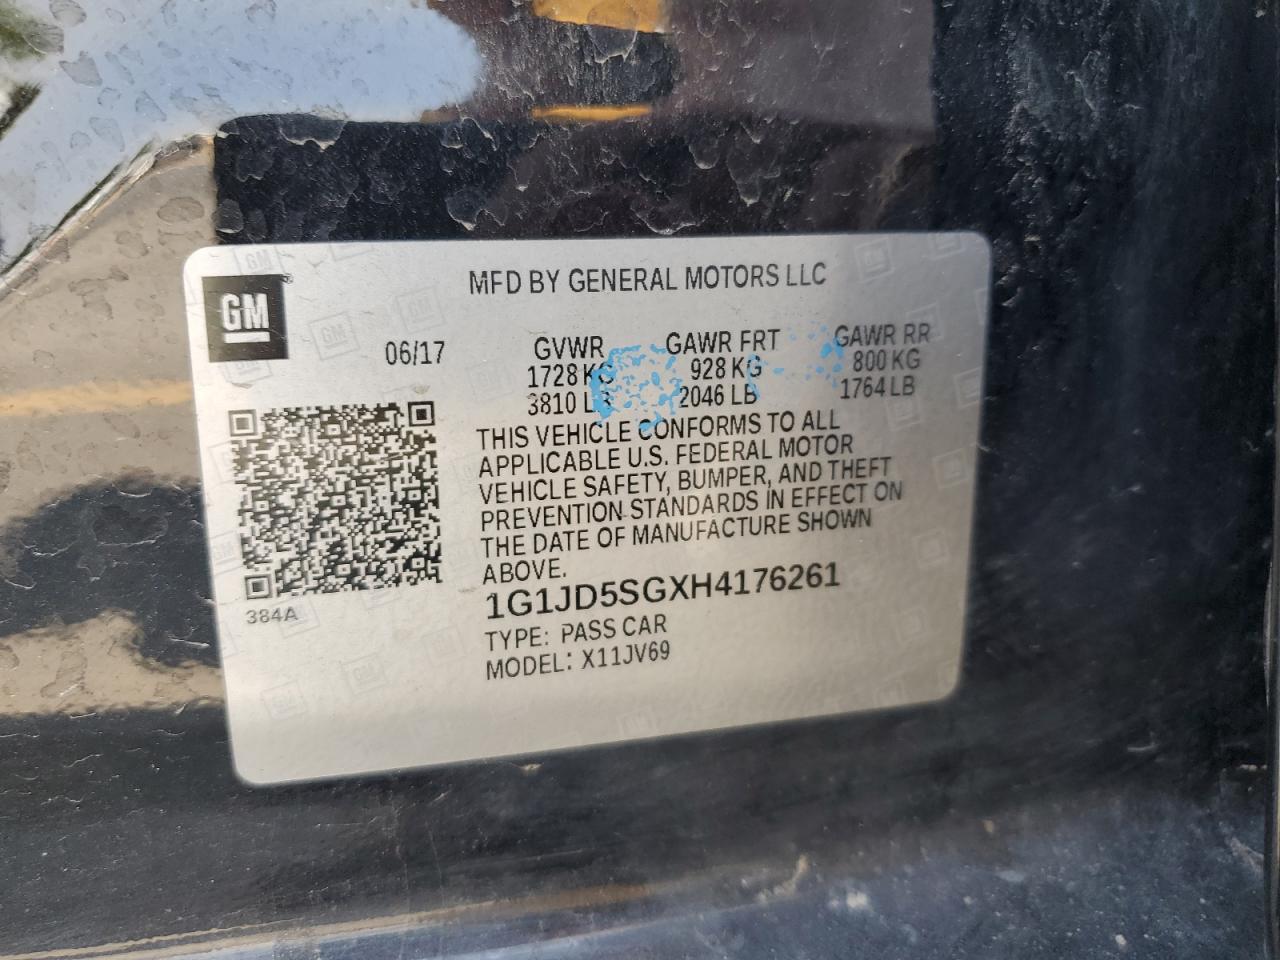 GM
MFD BY GENERAL MOTORS LLC
06/17
GVWR GAWR FRT GAWR RR
1728 KG 928 KG 800 KG
3810 LB 2046 LB 1764 LB
THIS VEHICLE CONFORMS TO ALL
APPLICABLE U.S. FEDERAL MOTOR
VEHICLE SAFETY, BUMPER, AND THEFT
PREVENTION STANDARDS IN EFFECT ON
THE DATE OF MANUFACTURE SHOWN
ABOVE.
384A
1G1JD5SGXH4176261
TYPE: PASS CAR
MODEL: X11JV69